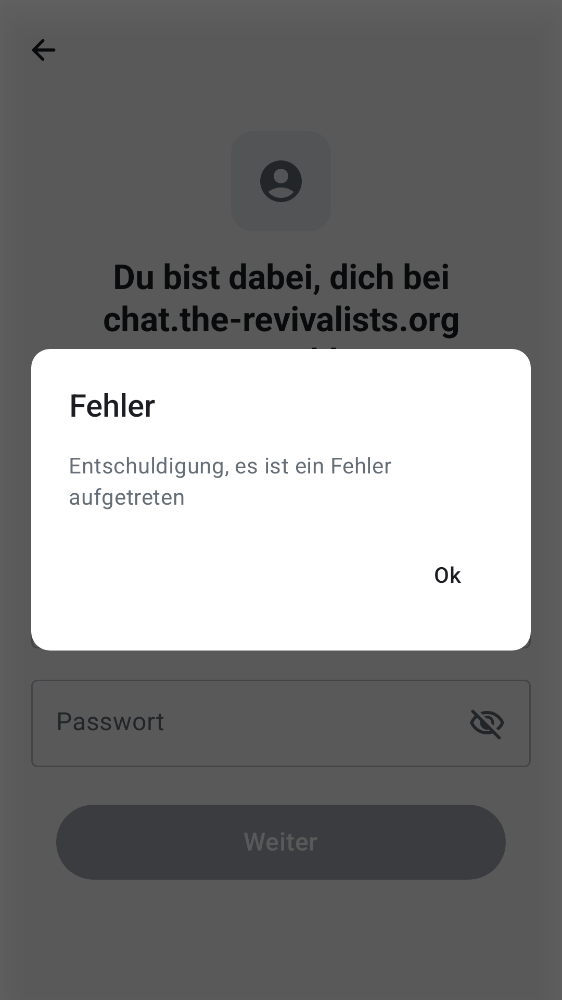 Du bist dabei, dich bei
chat.the-revivalists.org
Fehler
Entschuldigung, es ist ein Fehler
aufgetreten
Ok
Passwort
Weiter